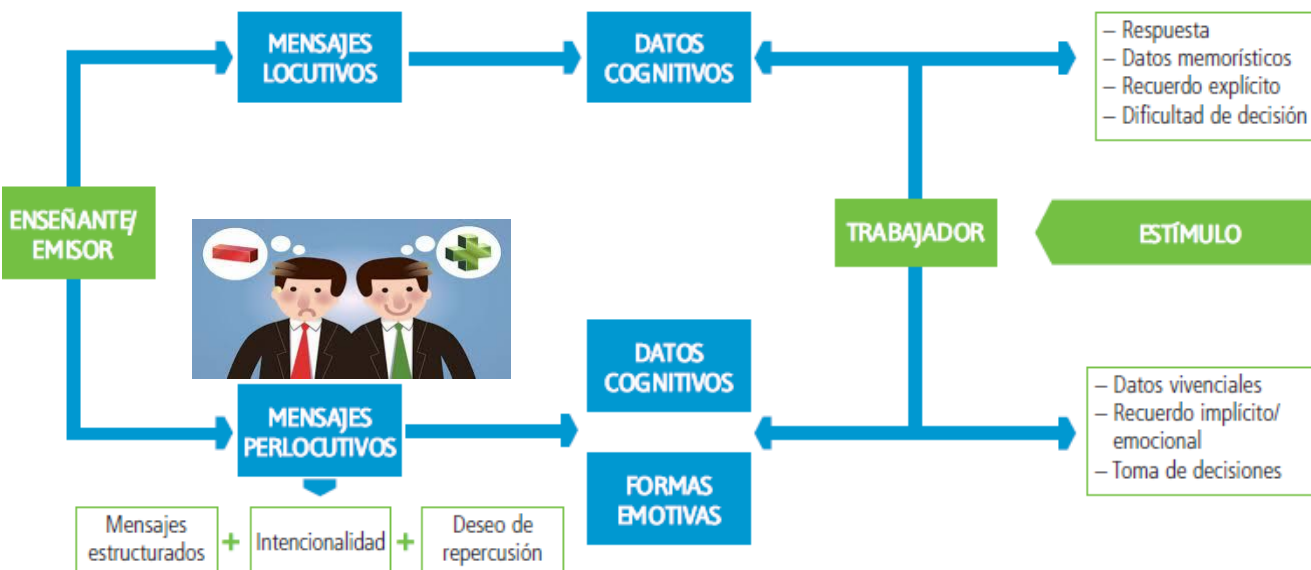 MENSAJES
LOCUTIVOS
DATOS
COGNITIVOS
– Respuesta
– Datos memorísticos
– Recuerdo explícito
– Dificultad de decisión
ENSEÑANTE/
EMISOR
TRABAJADOR
ESTÍMULO
MENSAJES
PERLOCUTIVOS
DATOS
COGNITIVOS
FORMAS
EMOTIVAS
– Datos vivenciales
– Recuerdo implícito/
emocional
– Toma de decisiones
Mensajes
estructurados
+
Intencionalidad
+
Deseo de
repercusión